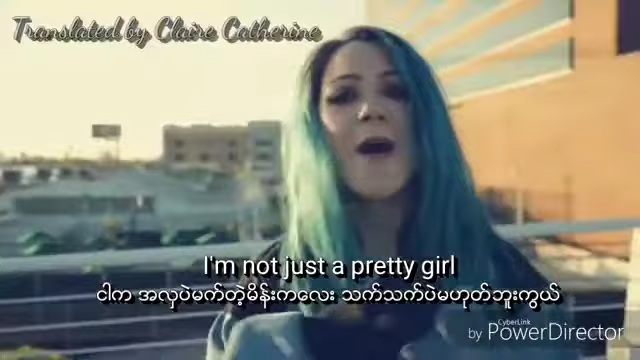 Translated by Claire Catherine
I'm not just a pretty girl
ငါက အလှပဲမက်တဲ့မိန်းကလေး သက်သက်ပဲမဟုတ်ဘူးကွယ်
by CyberLink PowerDirector